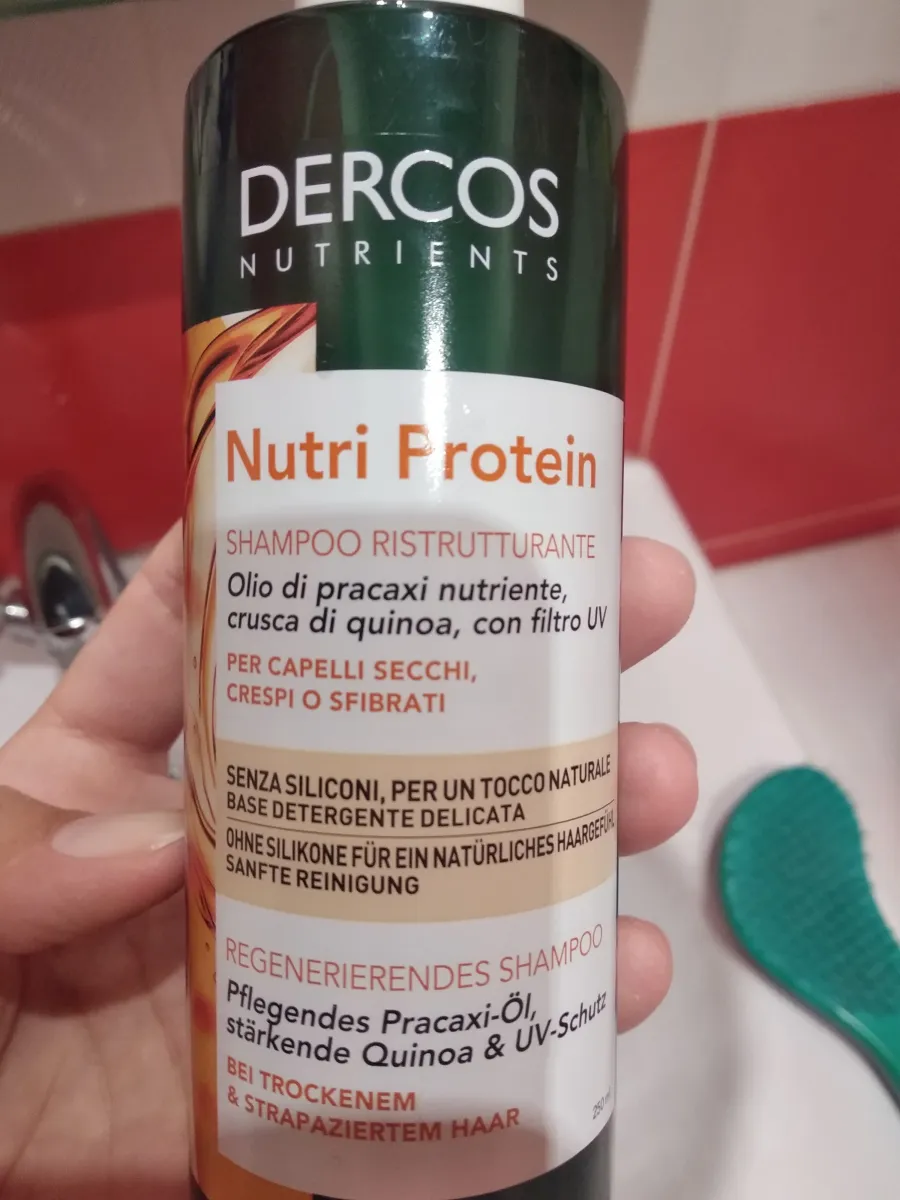 DERCOS
NUTRIENTS
Nutri Protein
SHAMPOO RISTRUTTURANTE
Olio di pracaxi nutriente,
crusca di quinoa, con filtro UV
PER CAPELLI SECCHI,
CRESPI O SFIBRATI
SENZA SILICONI, PER UN TOCCO NATURALE
BASE DETERGENTE DELICATA
OHNE SILIKONE FÜR EIN NATÜRLICHES HAARGEFÜHL
SANFTE REINIGUNG
REGENERIERENDES SHAMPOO
Pflegendes Pracaxi-Öl,
stärkende Quinoa & UV-Schutz
BEI TROCKENEM
& STRAPAZIERTEM HAAR
250 ml